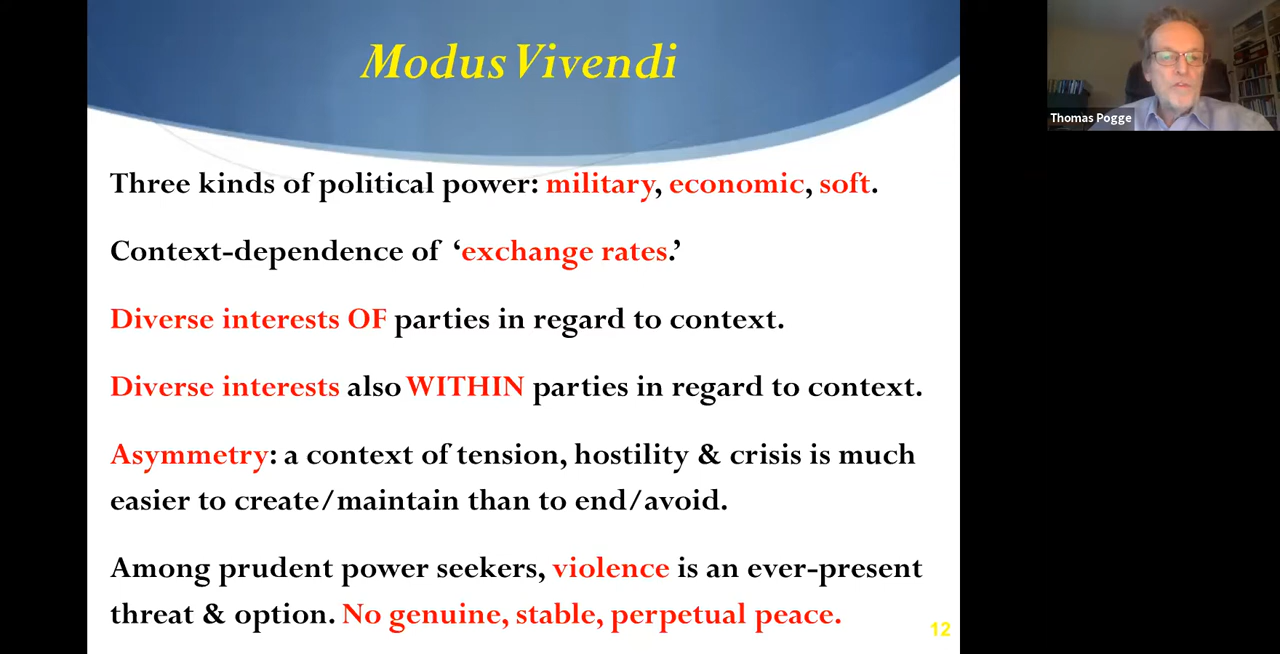 Modus Vivendi
Thomas Pogge
Three kinds of political power: military, economic, soft.
Context-dependence of ‘exchange rates.’
Diverse interests OF parties in regard to context.
Diverse interests also WITHIN parties in regard to context.
Asymmetry: a context of tension, hostility & crisis is much
easier to create/maintain than to end/avoid.
Among prudent power seekers, violence is an ever-present
threat & option. No genuine, stable, perpetual peace.
12